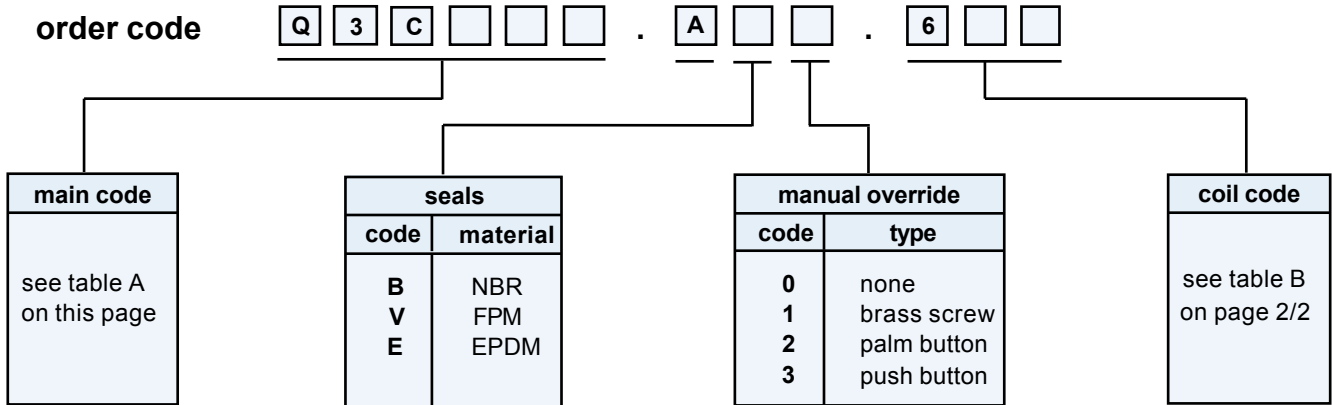 order code Q 3 C . A . 6
main code
see table A
on this page
seals
code material
B NBR
V FPM
E EPDM
manual override
code type
0 none
1 brass screw
2 palm button
3 push button
coil code
see table B
on page 2/2